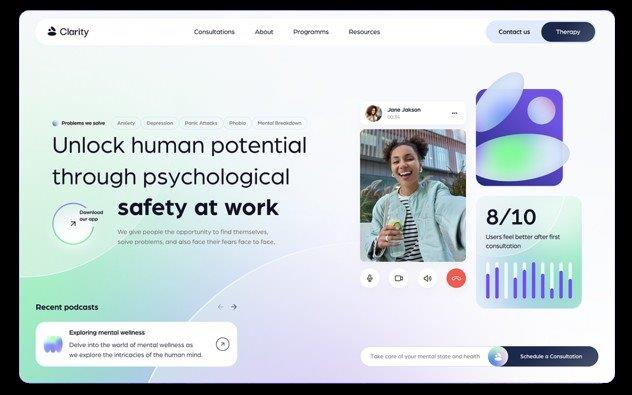 Clarity
Consultations
About
Programms
Resources
Contact us
Therapy
Problems we solve
Anxiety
Depression
Panic Attacks
Phobia
Mental Breakdown
Unlock human potential
through psychological
safety at work
Download
our app
We give people the opportunity to find themselves,
solve problems, and also face their fears face to face.
Jane Jakson
00:34
8/10
Users feel better after first
consultation
Recent podcasts
Exploring mental wellness
Delve into the world of mental wellness as
we explore the intricacies of the human mind.
Take care of your mental state and health
Schedule a Consultation